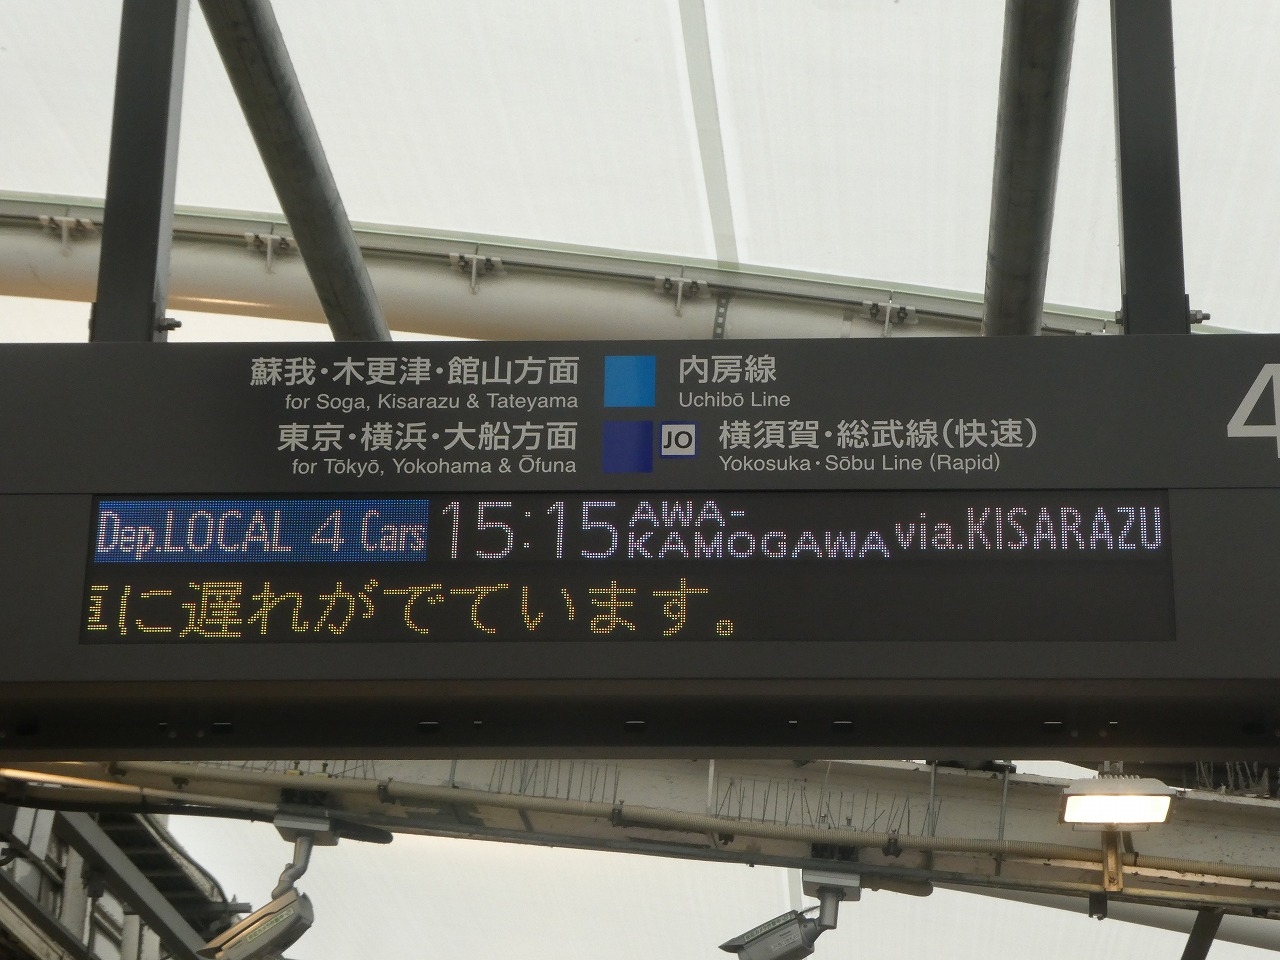 蘇我・木更津・館山方面 内房線
for Soga, Kisarazu & Tateyama Uchibō Line
東京・横浜・大船方面 JO 横須賀・総武線(快速)
for Tōkyō, Yokohama & Ōfuna Yokosuka・Sōbu Line (Rapid)
4
Dep.LOCAL 4 Cars 15:15 AWA-KAMOGAWA via.KISARAZU
に遅れがでています。